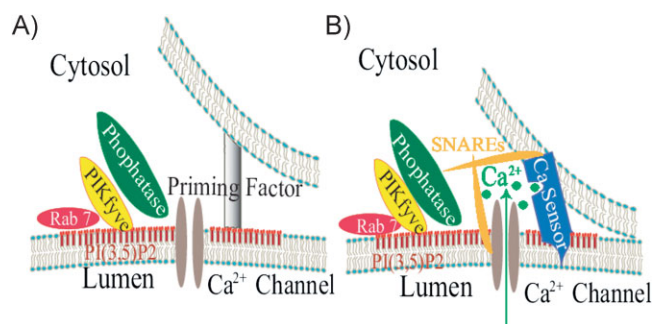 A)
Cytosol
Phophatase
PIKfyve
Rab 7
Priming Factor
PI(3.5)P2
Lumen
Ca²⁺ Channel
B)
Cytosol
SNAREs
Phophatase
PIKfyve
Rab 7
Ca²⁺
Ca Sensor
PI(3,5)P2
Lumen
Ca²⁺ Channel